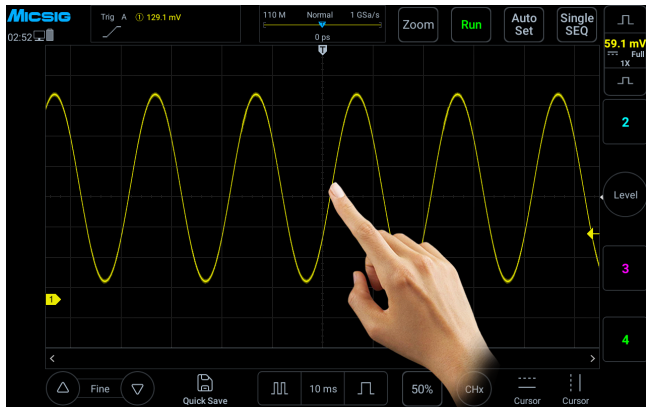 Micsig
Trig A ① 129.1 mV
110 M Normal 1 GSa/s
0 ps
T
Zoom
Run
Auto
Set
Single
SEQ
02:52
59.1 mV
Full
1X
2
Level
1
3
4
Fine
Quick Save
10 ms
50%
CHx
Cursor
Cursor